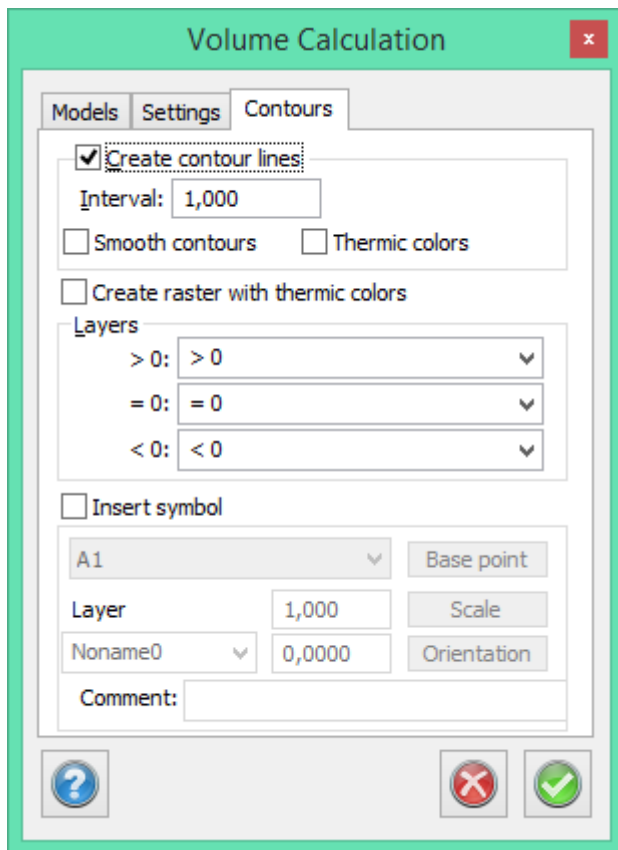 Volume Calculation
x
Models Settings Contours
Create contour lines
Interval: 1,000
Smooth contours Thermic colors
Create raster with thermic colors
Layers
> 0: > 0
= 0: = 0
< 0: < 0
Insert symbol
A1 Base point
Layer 1,000 Scale
Noname0 0,0000 Orientation
Comment:
?